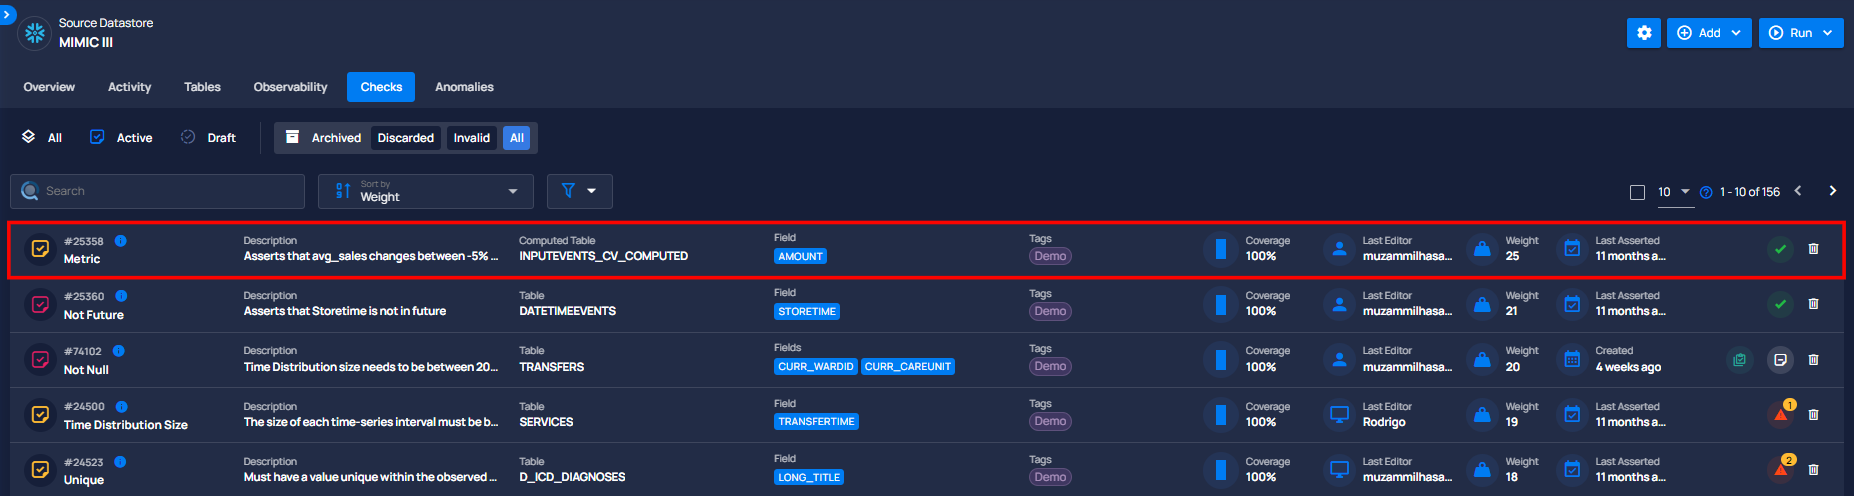 Source Datastore
MIMIC III
Add
Run
Overview Activity Tables Observability Checks Anomalies
All Active Draft Archived Discarded Invalid All
Search
Sort by
Weight
10 1 - 10 of 156
#25358 Description Computed Table Field Tags Coverage Last Editor Weight Last Asserted
Metric Asserts that avg_sales changes between -5% ... INPUTEVENTS_CV_COMPUTED AMOUNT Demo 100% muzammilhasa... 25 11 months a...
#25360 Description Table Field Tags Coverage Last Editor Weight Last Asserted
Not Future Asserts that Storetime is not in future DATETIMEEVENTS STORETIME Demo 100% muzammilhasa... 21 11 months a...
#74102 Description Table Fields Tags Coverage Last Editor Weight Created
Not Null Time Distribution size needs to be between 20... TRANSFERS CURR_WARDID CURR_CAREUNIT Demo 100% muzammilhasa... 20 4 weeks ago
#24500 Description Table Field Tags Coverage Last Editor Weight Last Asserted 1
Time Distribution Size The size of each time-series interval must be b... SERVICES TRANSFERTIME Demo 100% Rodrigo 19 11 months a...
#24523 Description Table Field Tags Coverage Last Editor Weight Last Asserted 2
Unique Must have a value unique within the observed ... D_ICD_DIAGNOSES LONG_TITLE Demo 100% muzammilhasa... 18 11 months a...